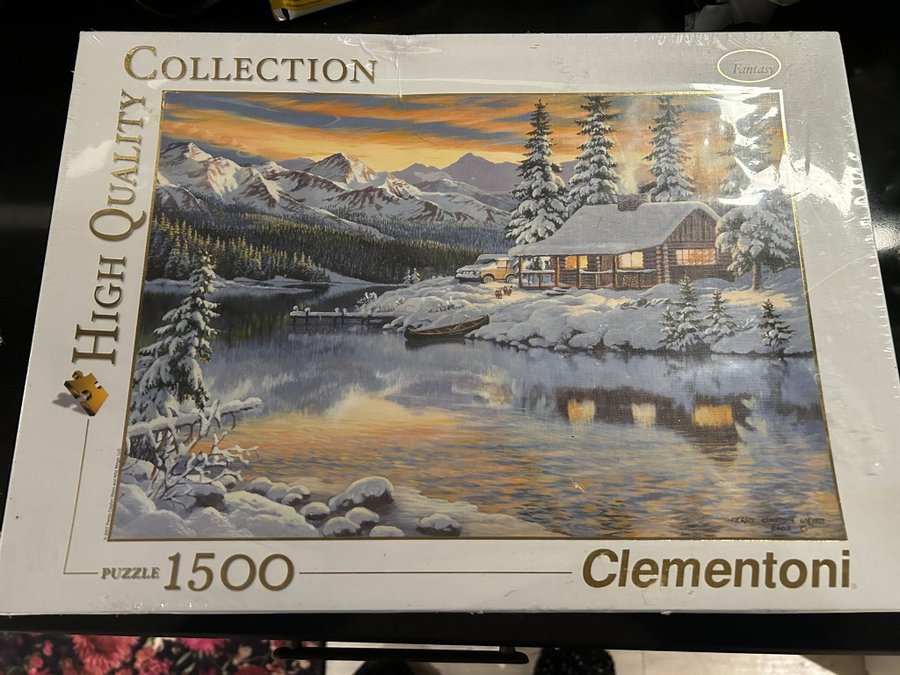 COLLECTION
Fantasy
HIGH QUALITY
PUZZLE 1500
Clementoni